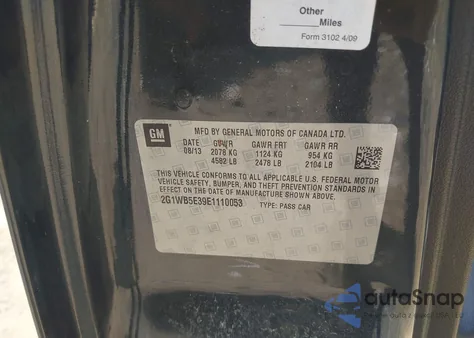 Other
______Miles
Form 3102 4/09
GM
MFD BY GENERAL MOTORS OF CANADA LTD.
DATE GVWR GAWR FRT GAWR RR
08/13 2078 KG 1124 KG 954 KG
4582 LB 2478 LB 2104 LB
THIS VEHICLE CONFORMS TO ALL APPLICABLE U.S. FEDERAL MOTOR
VEHICLE SAFETY, BUMPER, AND THEFT PREVENTION STANDARDS IN
EFFECT ON THE DATE OF MANUFACTURE SHOWN ABOVE.
2G1WB5E39E1110053 TYPE: PASS CAR
autaSnap